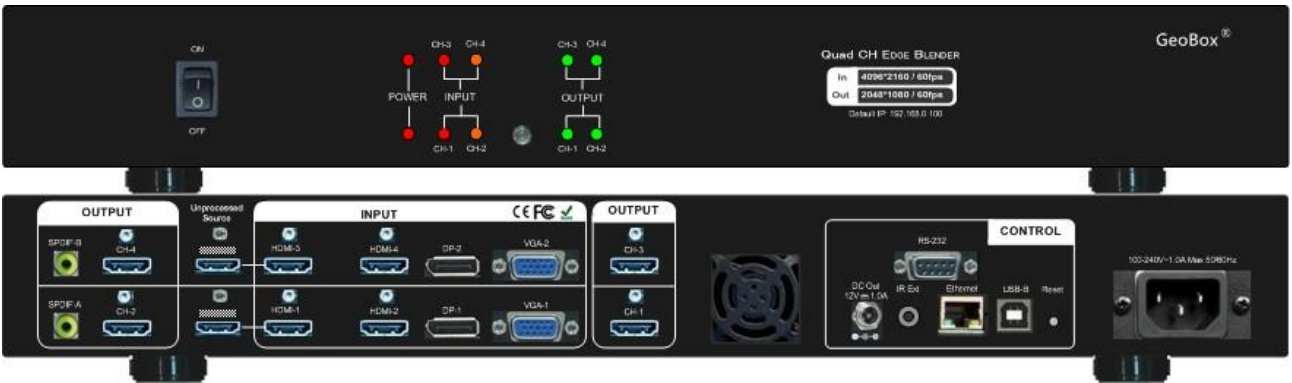 ON
OFF
CH-3 CH-4 CH-3 CH-4
POWER INPUT OUTPUT
CH-1 CH-2 CH-1 CH-2
Quad CH Edge Blender
In 4096*2160 / 60fps
Out 2048*1080 / 60fps
Default IP: 192.168.0.100
GeoBox®
OUTPUT
SPDIF-B
CH-4
SPDIF-A
CH-2
Unprocessed
Source
INPUT
CE FC
HDMI-3 HDMI-4 DP-2 VGA-2
HDMI-1 HDMI-2 DP-1 VGA-1
OUTPUT
CH-3
CH-1
CONTROL
RS-232
DC Out
12V 1.0A
IR Ext Ethernet USB-B Reset
100-240V~1.0A Max 50/60Hz